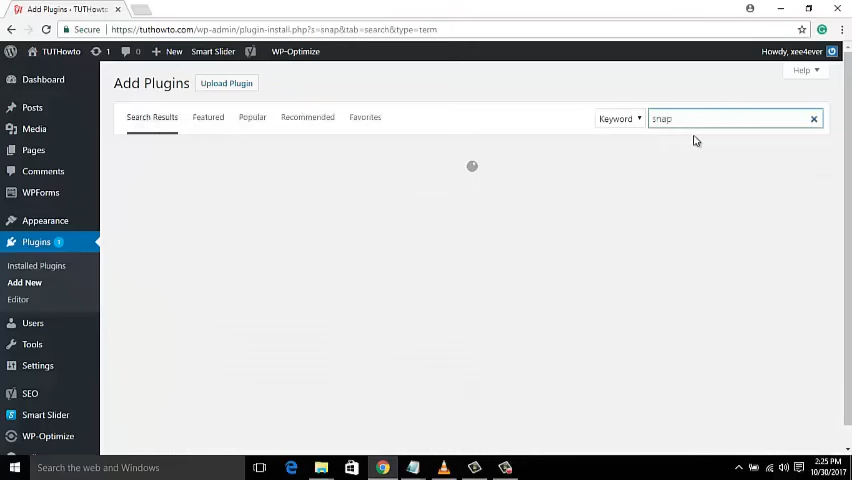 Add Plugins ‹ TUTHowto
Secure https://tuthowto.com/wp-admin/plugin-install.php?s=snap&tab=search&type=term
TUTHowto 1 0 + New Smart Slider WP-Optimize Howdy, xee4ever
Dashboard
Posts
Media
Pages
Comments
WPForms
Appearance
Plugins 1
Installed Plugins
Add New
Editor
Users
Tools
Settings
SEO
Smart Slider
WP-Optimize
Help
Add Plugins Upload Plugin
Search Results Featured Popular Recommended Favorites Keyword snap
Search the web and Windows
2:25 PM
10/30/2017